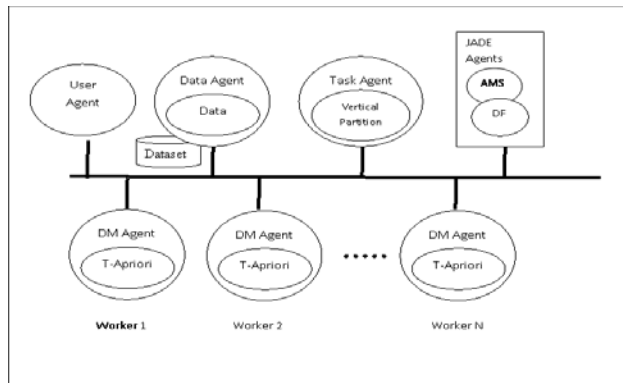 JADE
Agents
User
Agent
Data Agent
Data
Task Agent
Vertical
Partition
AMS
DF
Dataset
DM Agent
T-Apriori
DM Agent
T-Apriori
.....
DM Agent
T-Apriori
Worker 1
Worker 2
Worker N